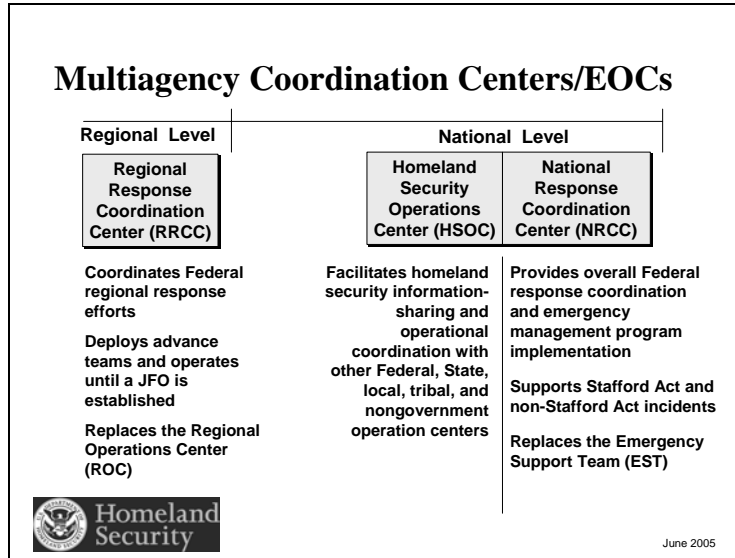 Multiagency Coordination Centers/EOCs
Regional Level
National Level
Regional
Response
Coordination
Center (RRCC)
Homeland
Security
Operations
Center (HSOC)
National
Response
Coordination
Center (NRCC)
Coordinates Federal
regional response
efforts
Deploys advance
teams and operates
until a JFO is
established
Replaces the Regional
Operations Center
(ROC)
Facilitates homeland
security information-
sharing and
operational
coordination with
other Federal, State,
local, tribal, and
nongovernment
operation centers
Provides overall Federal
response coordination
and emergency
management program
implementation
Supports Stafford Act and
non-Stafford Act incidents
Replaces the Emergency
Support Team (EST)
Homeland
Security
June 2005